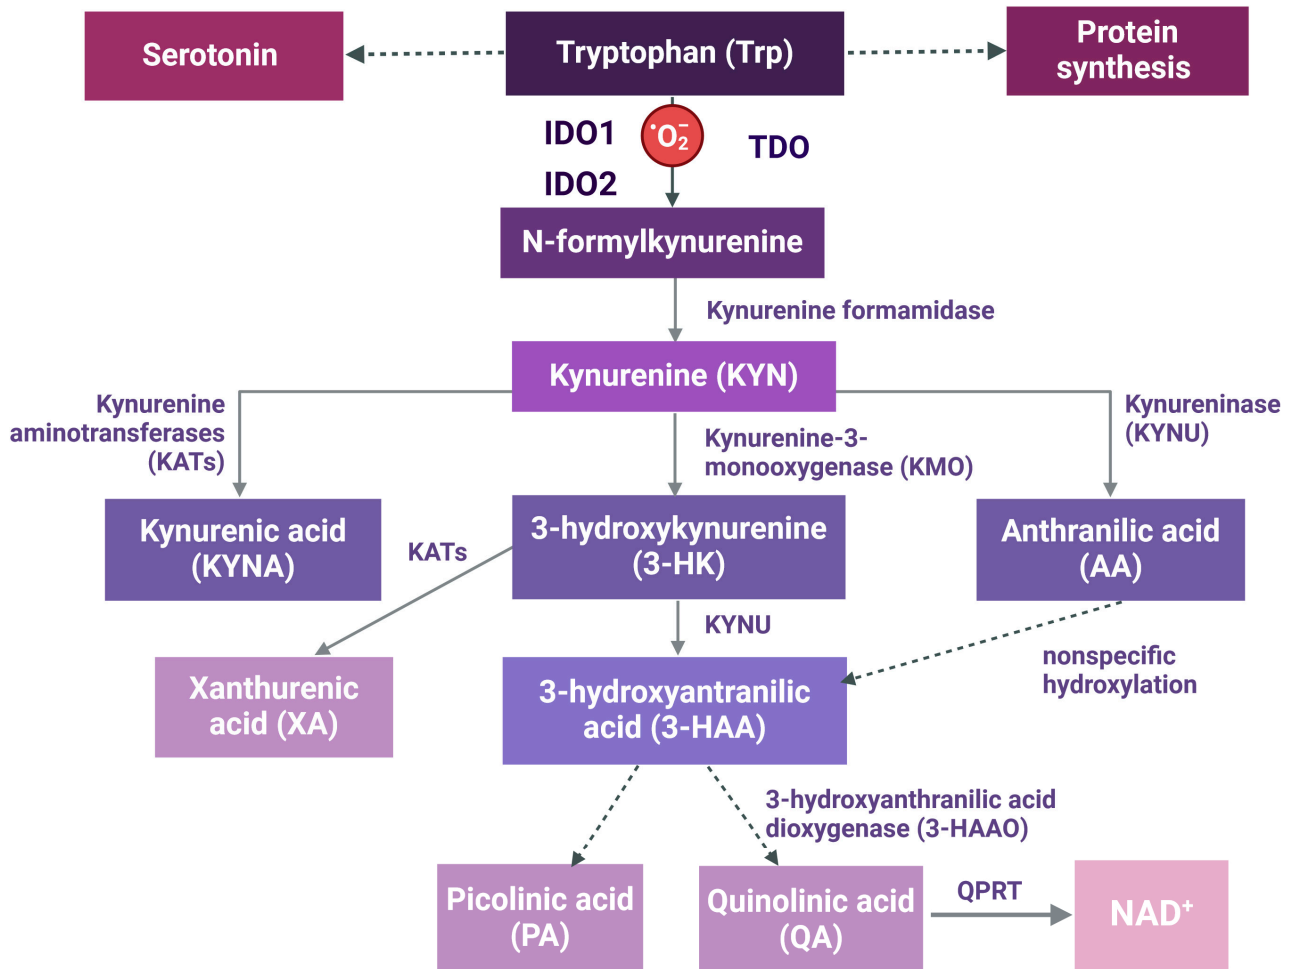 Serotonin
Tryptophan (Trp)
Protein
synthesis
IDO1
•O₂⁻
TDO
IDO2
N-formylkynurenine
Kynurenine formamidase
Kynurenine (KYN)
Kynurenine
aminotransferases
(KATs)
Kynurenine-3-
monooxygenase (KMO)
Kynureninase
(KYNU)
Kynurenic acid
(KYNA)
3-hydroxykynurenine
(3-HK)
Anthranilic acid
(AA)
KATs
KYNU
nonspecific
hydroxylation
Xanthurenic
acid (XA)
3-hydroxyantranilic
acid (3-HAA)
3-hydroxyanthranilic acid
dioxygenase (3-HAAO)
Picolinic acid
(PA)
Quinolinic acid
(QA)
QPRT
NAD⁺